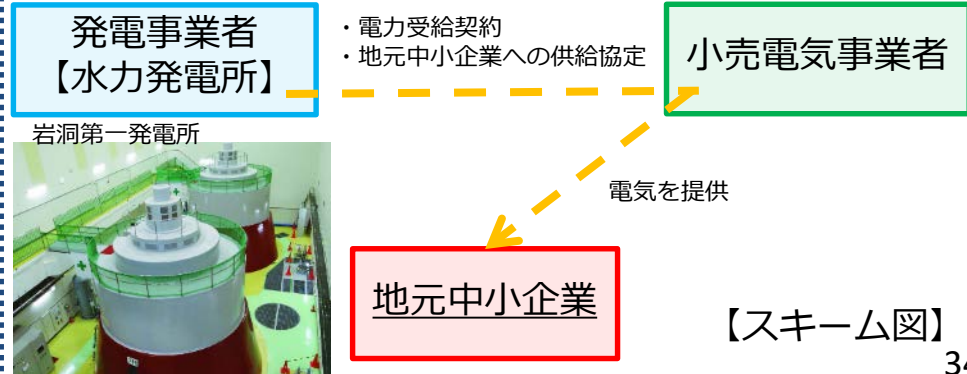 発電事業者
【水力発電所】
・電力受給契約
・地元中小企業への供給協定
小売電気事業者
岩洞第一発電所
電気を提供
地元中小企業
【スキーム図】
34